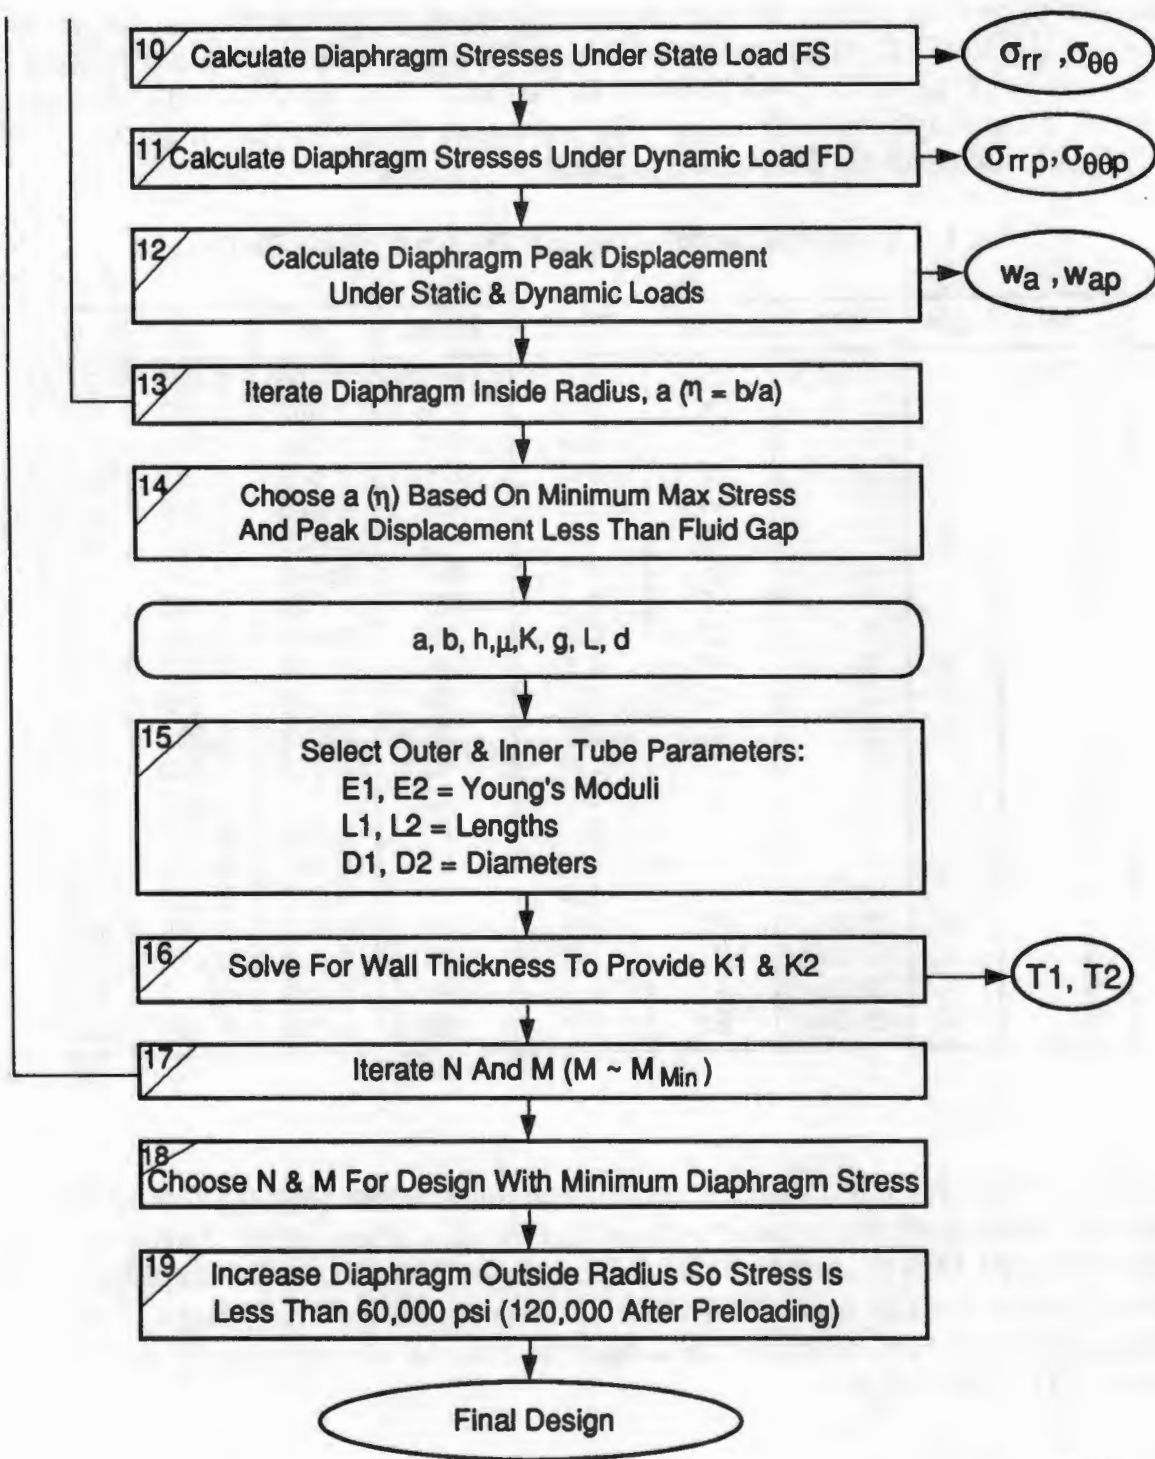 10
Calculate Diaphragm Stresses Under State Load FS
σrr ,σθθ
11
Calculate Diaphragm Stresses Under Dynamic Load FD
σrrp,σθθp
12
Calculate Diaphragm Peak Displacement
Under Static & Dynamic Loads
wa ,wap
13
Iterate Diaphragm Inside Radius, a (η = b/a)
14
Choose a (η) Based On Minimum Max Stress
And Peak Displacement Less Than Fluid Gap
a, b, h,μ,K, g, L, d
15
Select Outer & Inner Tube Parameters:
E1, E2 = Young's Moduli
L1, L2 = Lengths
D1, D2 = Diameters
16
Solve For Wall Thickness To Provide K1 & K2
T1, T2
17
Iterate N And M (M ~ M Min )
18
Choose N & M For Design With Minimum Diaphragm Stress
19
Increase Diaphragm Outside Radius So Stress Is
Less Than 60,000 psi (120,000 After Preloading)
Final Design